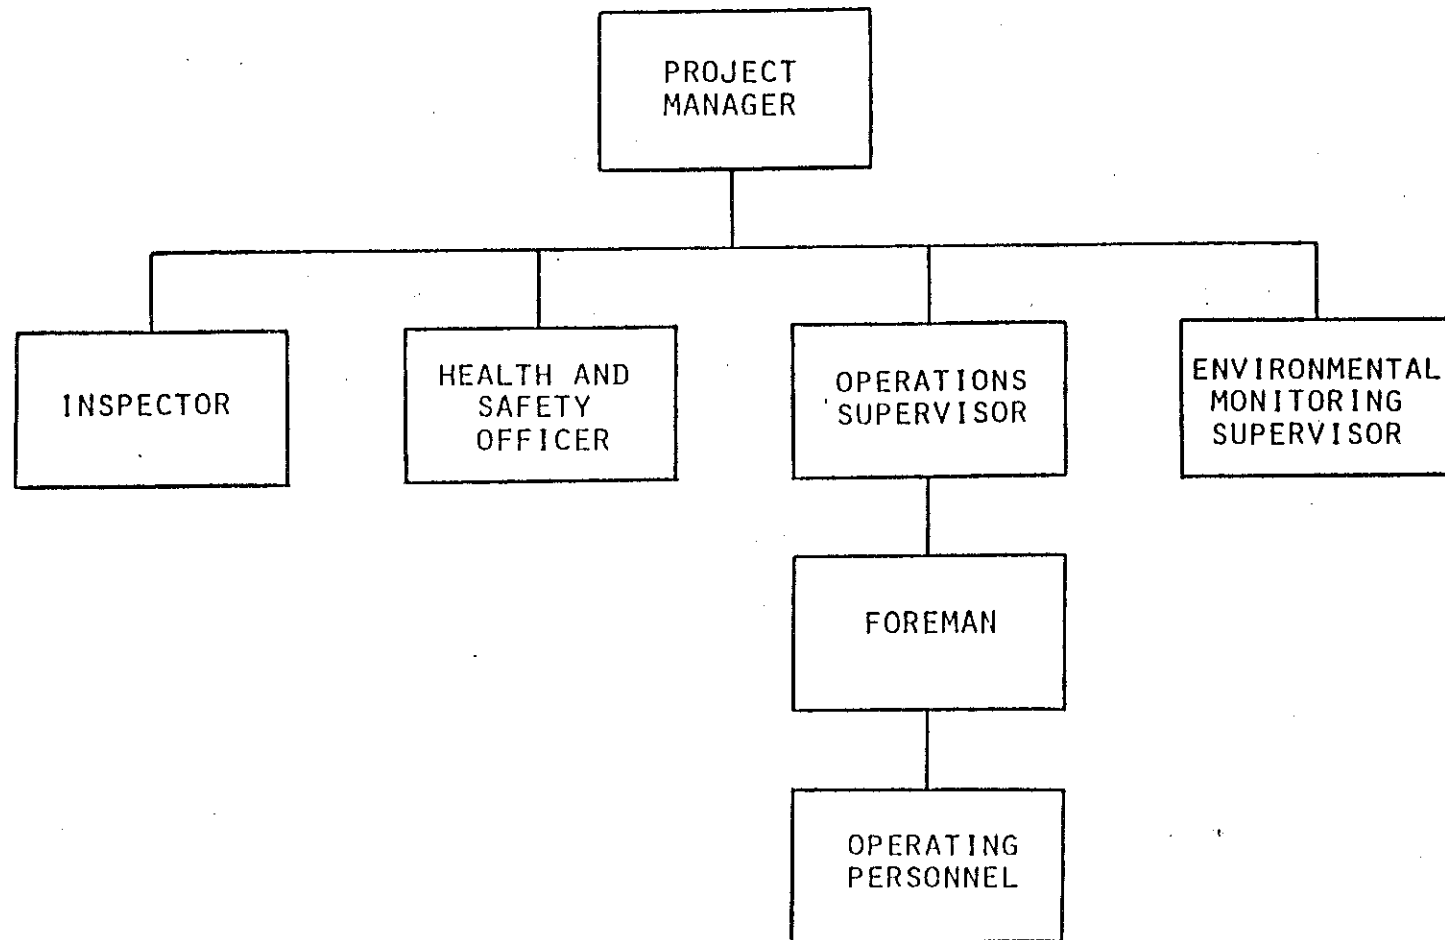 PROJECT
MANAGER
INSPECTOR
HEALTH AND
SAFETY
OFFICER
OPERATIONS
SUPERVISOR
ENVIRONMENTAL
MONITORING
SUPERVISOR
FOREMAN
OPERATING
PERSONNEL